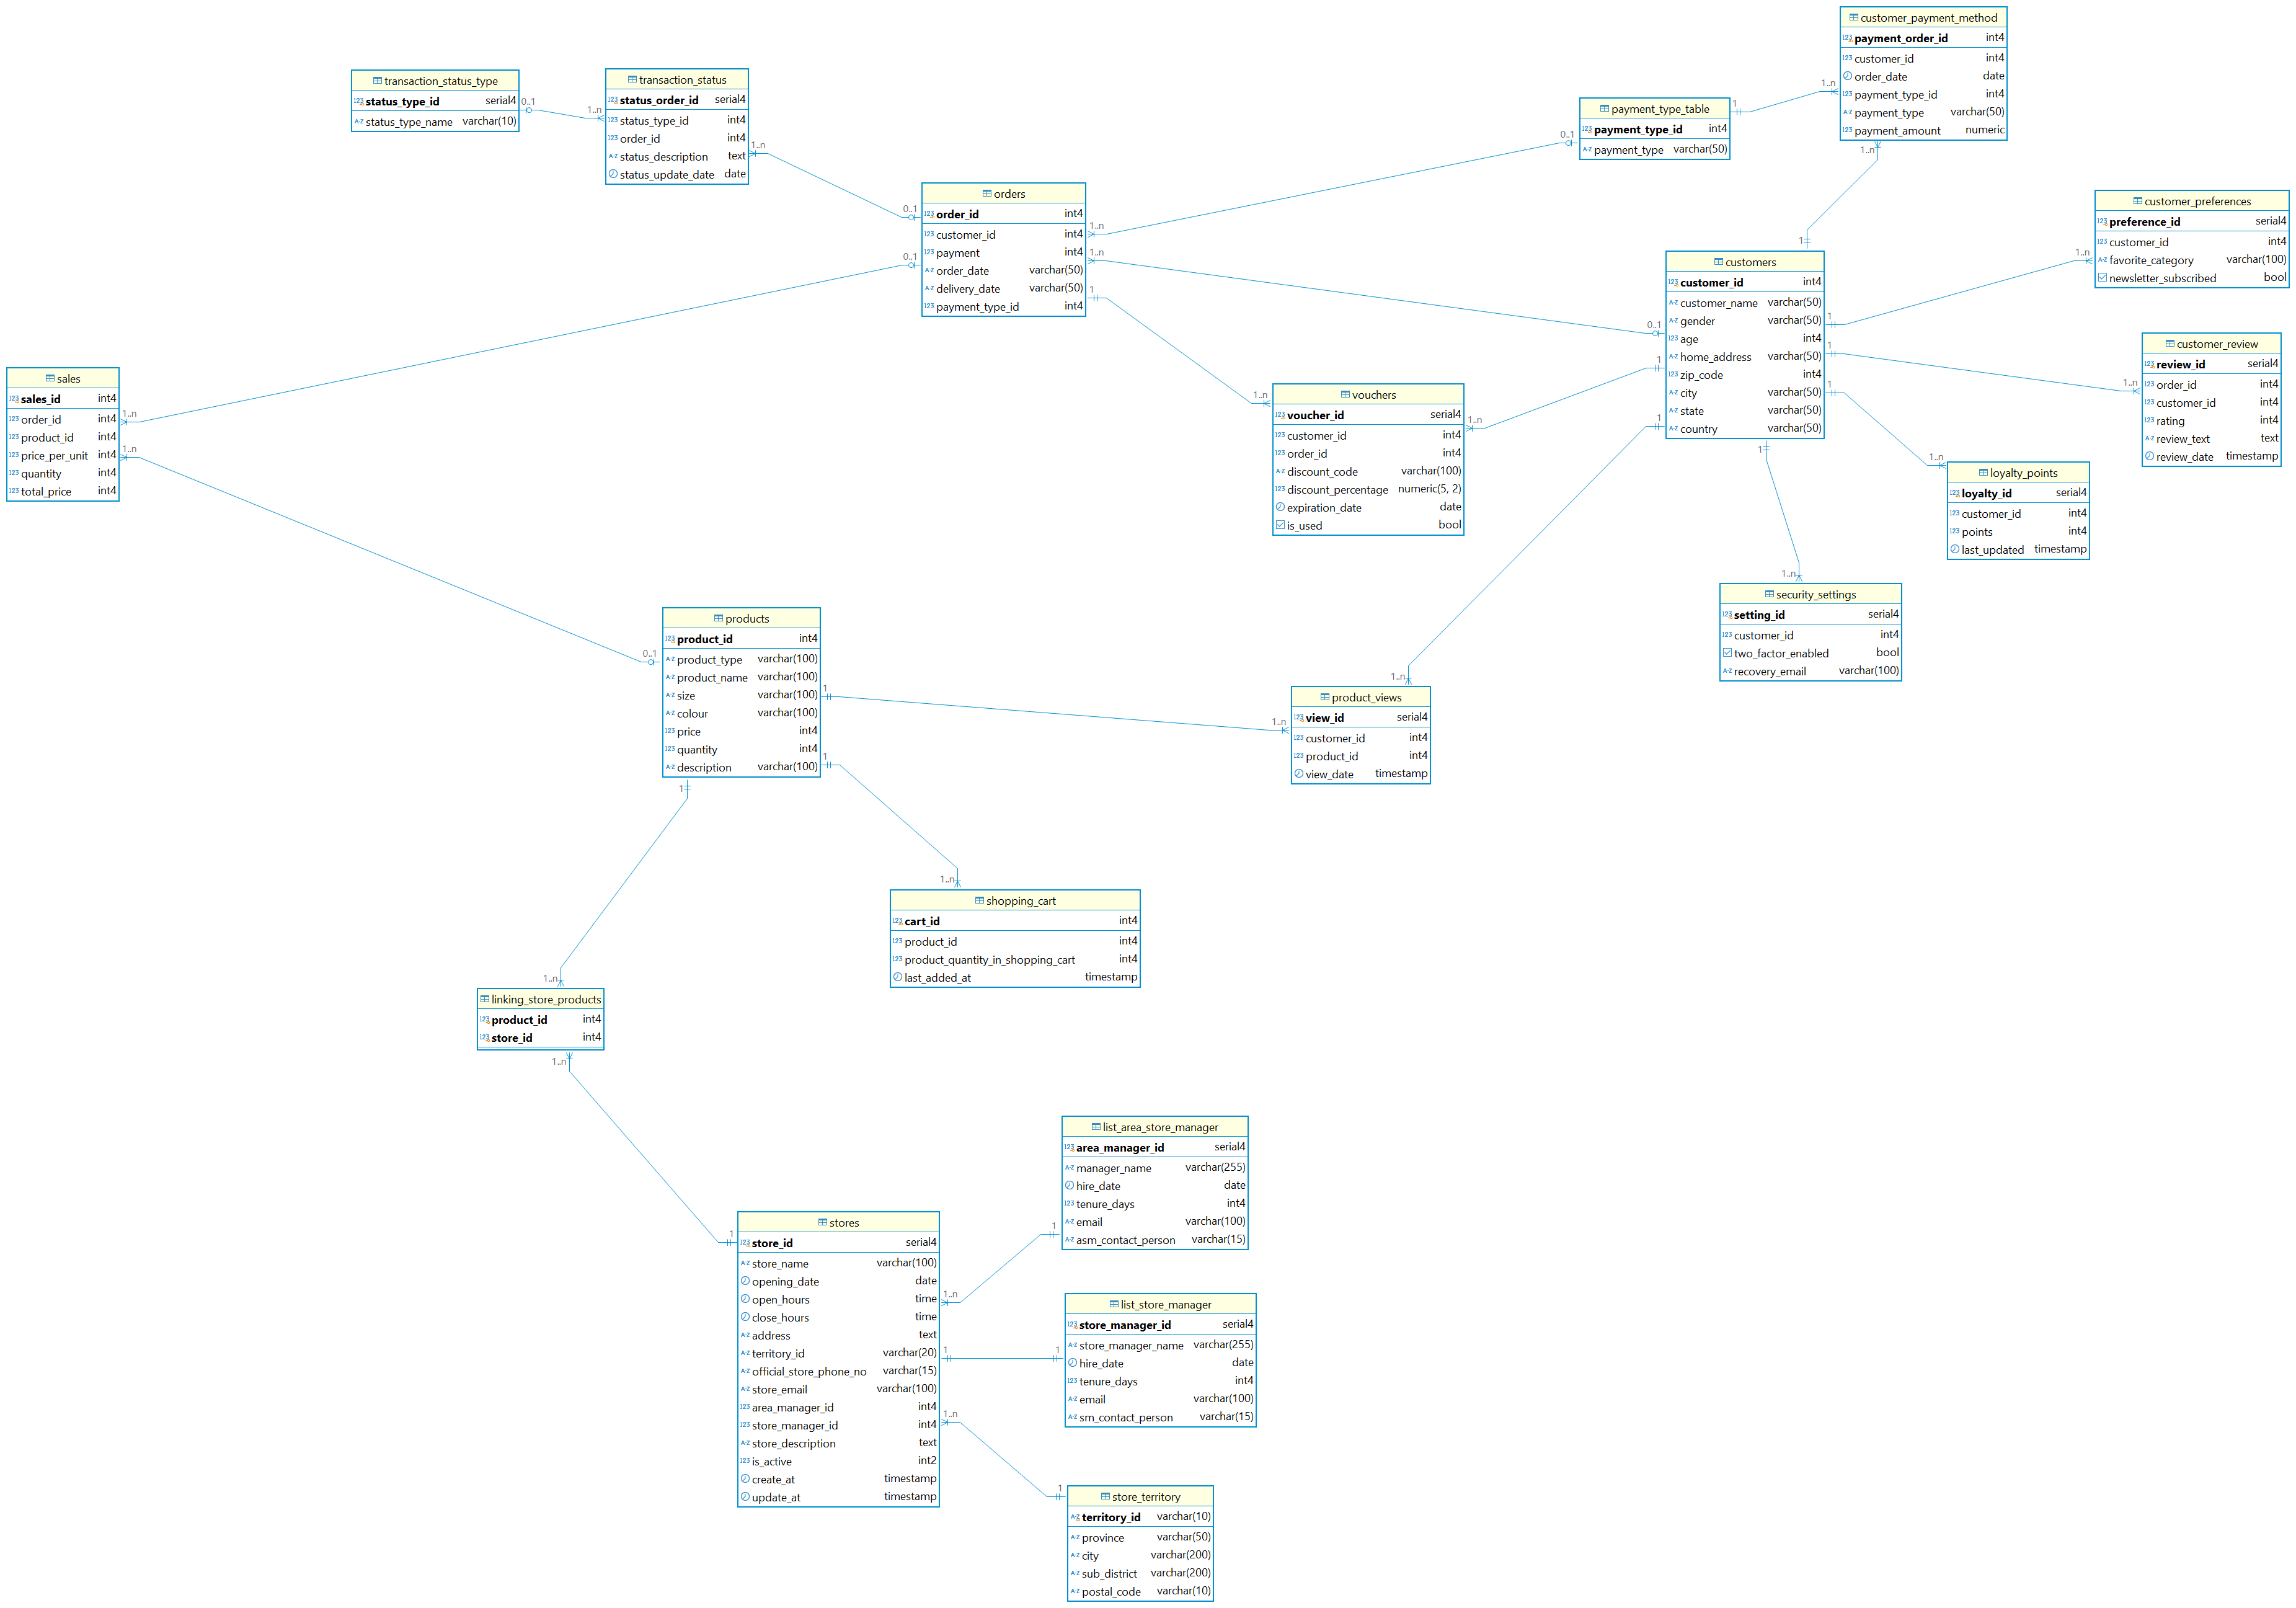 customer_payment_method
payment_order_id int4
customer_id int4
order_date date
payment_type_id int4
payment_type varchar(50)
payment_amount numeric
transaction_status_type
status_type_id serial4
status_type_name varchar(10)
0..1
1..n
transaction_status
status_order_id serial4
status_type_id int4
order_id int4
status_description text
status_update_date date
1..n
0..1
payment_type_table
payment_type_id int4
payment_type varchar(50)
1
1..n
0..1
1..n
orders
order_id int4
customer_id int4
payment int4
order_date varchar(50)
delivery_date varchar(50)
payment_type_id int4
0..1
1..n
1..n
1
1..n
1
customer_preferences
preference_id serial4
customer_id int4
favorite_category varchar(100)
newsletter_subscribed bool
1..n
customers
customer_id int4
customer_name varchar(50)
gender varchar(50)
age int4
home_address varchar(50)
zip_code int4
city varchar(50)
state varchar(50)
country varchar(50)
0..1
1
1
1
1
1
1
customer_review
review_id serial4
order_id int4
customer_id int4
rating int4
review_text text
review_date timestamp
1..n
sales
sales_id int4
order_id int4
product_id int4
price_per_unit int4
quantity int4
total_price int4
1..n
1..n
vouchers
voucher_id serial4
customer_id int4
order_id int4
discount_code varchar(100)
discount_percentage numeric(5, 2)
expiration_date date
is_used bool
1..n
1..n
loyalty_points
loyalty_id serial4
customer_id int4
points int4
last_updated timestamp
1..n
security_settings
setting_id serial4
customer_id int4
two_factor_enabled bool
recovery_email varchar(100)
1..n
products
product_id int4
product_type varchar(100)
product_name varchar(100)
size varchar(100)
colour varchar(100)
price int4
quantity int4
description varchar(100)
0..1
1
1
1
product_views
view_id serial4
customer_id int4
product_id int4
view_date timestamp
1..n
1..n
shopping_cart
cart_id int4
product_id int4
product_quantity_in_shopping_cart int4
last_added_at timestamp
1..n
linking_store_products
product_id int4
store_id int4
1..n
1..n
list_area_store_manager
area_manager_id serial4
manager_name varchar(255)
hire_date date
tenure_days int4
email varchar(100)
asm_contact_person varchar(15)
1
stores
store_id serial4
store_name varchar(100)
opening_date date
open_hours time
close_hours time
address text
territory_id varchar(20)
official_store_phone_no varchar(15)
store_email varchar(100)
area_manager_id int4
store_manager_id int4
store_description text
is_active int2
create_at timestamp
update_at timestamp
1
1..n
1
1..n
list_store_manager
store_manager_id serial4
store_manager_name varchar(255)
hire_date date
tenure_days int4
email varchar(100)
sm_contact_person varchar(15)
1
store_territory
territory_id varchar(10)
province varchar(50)
city varchar(200)
sub_district varchar(200)
postal_code varchar(10)
1